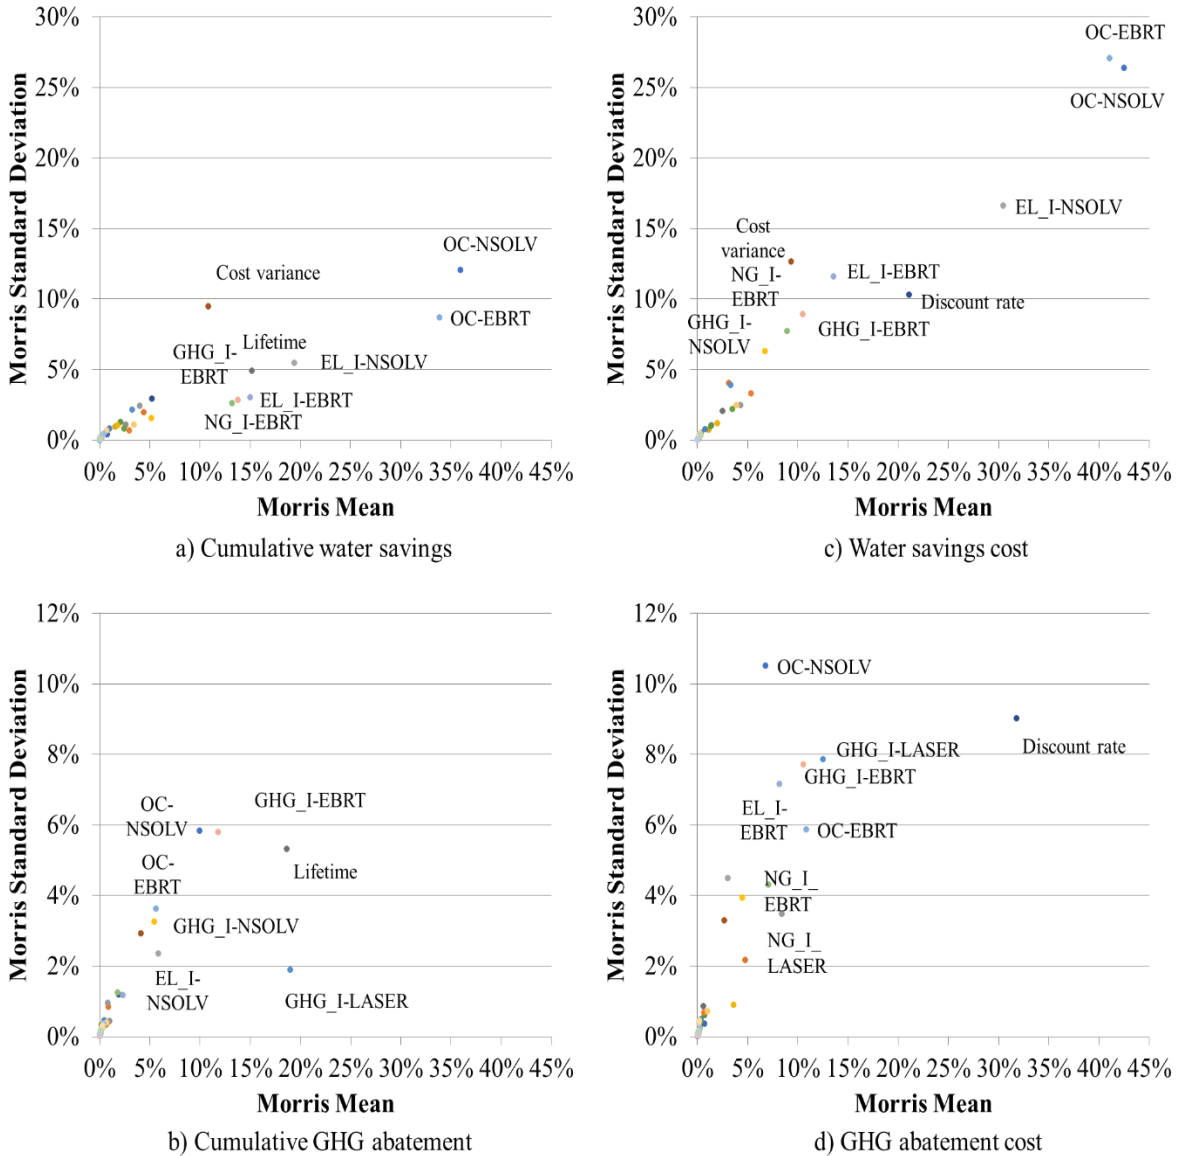 30%
25%
20%
15%
10%
5%
0%
Morris Standard Deviation
OC-NSOLV
Cost variance
OC-EBRT
Lifetime
GHG_I-
EBRT
EL_I-NSOLV
EL_I-EBRT
NG_I-EBRT
0% 5% 10% 15% 20% 25% 30% 35% 40% 45%
Morris Mean
a) Cumulative water savings
30%
25%
20%
15%
10%
5%
0%
Morris Standard Deviation
OC-EBRT
OC-NSOLV
EL_I-NSOLV
Cost
variance
NG_I-
EBRT
EL_I-EBRT
Discount rate
GHG_I-
NSOLV
GHG_I-EBRT
0% 5% 10% 15% 20% 25% 30% 35% 40% 45%
Morris Mean
c) Water savings cost
12%
10%
8%
6%
4%
2%
0%
Morris Standard Deviation
OC-
NSOLV
GHG_I-EBRT
OC-
EBRT
Lifetime
GHG_I-NSOLV
EL_I-
NSOLV
GHG_I-LASER
0% 5% 10% 15% 20% 25% 30% 35% 40% 45%
Morris Mean
b) Cumulative GHG abatement
12%
10%
8%
6%
4%
2%
0%
Morris Standard Deviation
OC-NSOLV
Discount rate
GHG_I-LASER
GHG_I-EBRT
EL_I-
EBRT
OC-EBRT
NG_I_
EBRT
NG_I_
LASER
0% 5% 10% 15% 20% 25% 30% 35% 40% 45%
Morris Mean
d) GHG abatement cost